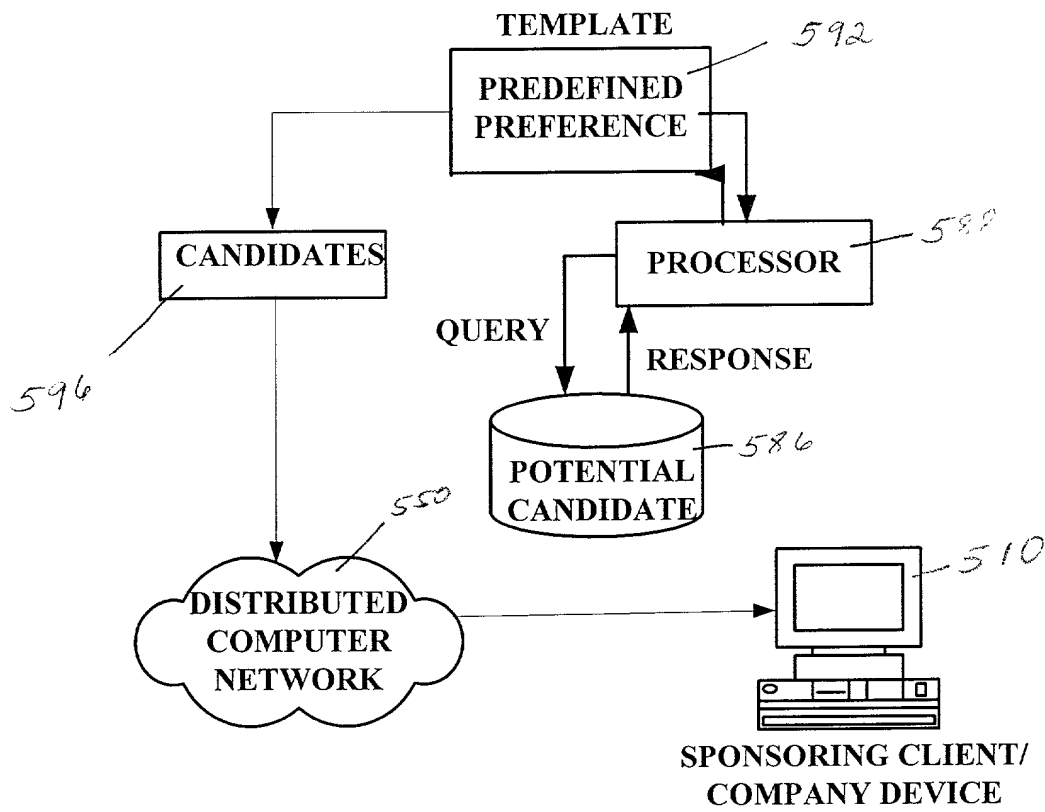 TEMPLATE
592
PREDEFINED
PREFERENCE
CANDIDATES
588
PROCESSOR
QUERY
RESPONSE
596
586
POTENTIAL
CANDIDATE
550
DISTRIBUTED
COMPUTER
NETWORK
510
SPONSORING CLIENT/
COMPANY DEVICE